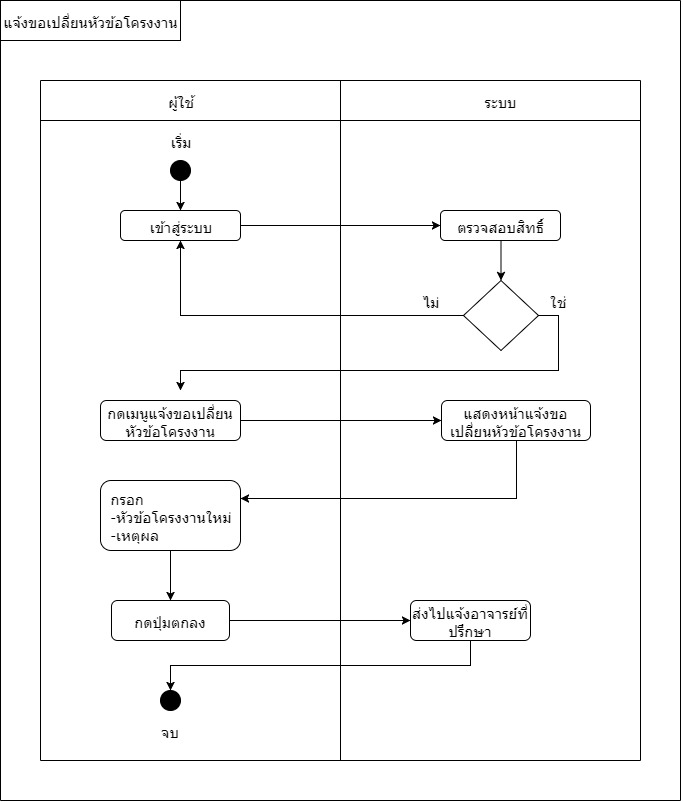 แจ้งขอเปลี่ยนหัวข้อโครงงาน
ผู้ใช้
ระบบ
เริ่ม
เข้าสู่ระบบ
ตรวจสอบสิทธิ์
ไม่
ใช่
กดเมนูแจ้งขอเปลี่ยน
หัวข้อโครงงาน
แสดงหน้าแจ้งขอ
เปลี่ยนหัวข้อโครงงาน
กรอก
-หัวข้อโครงงานใหม่
-เหตุผล
กดปุ่มตกลง
ส่งไปแจ้งอาจารย์ที่
ปรึกษา
จบ